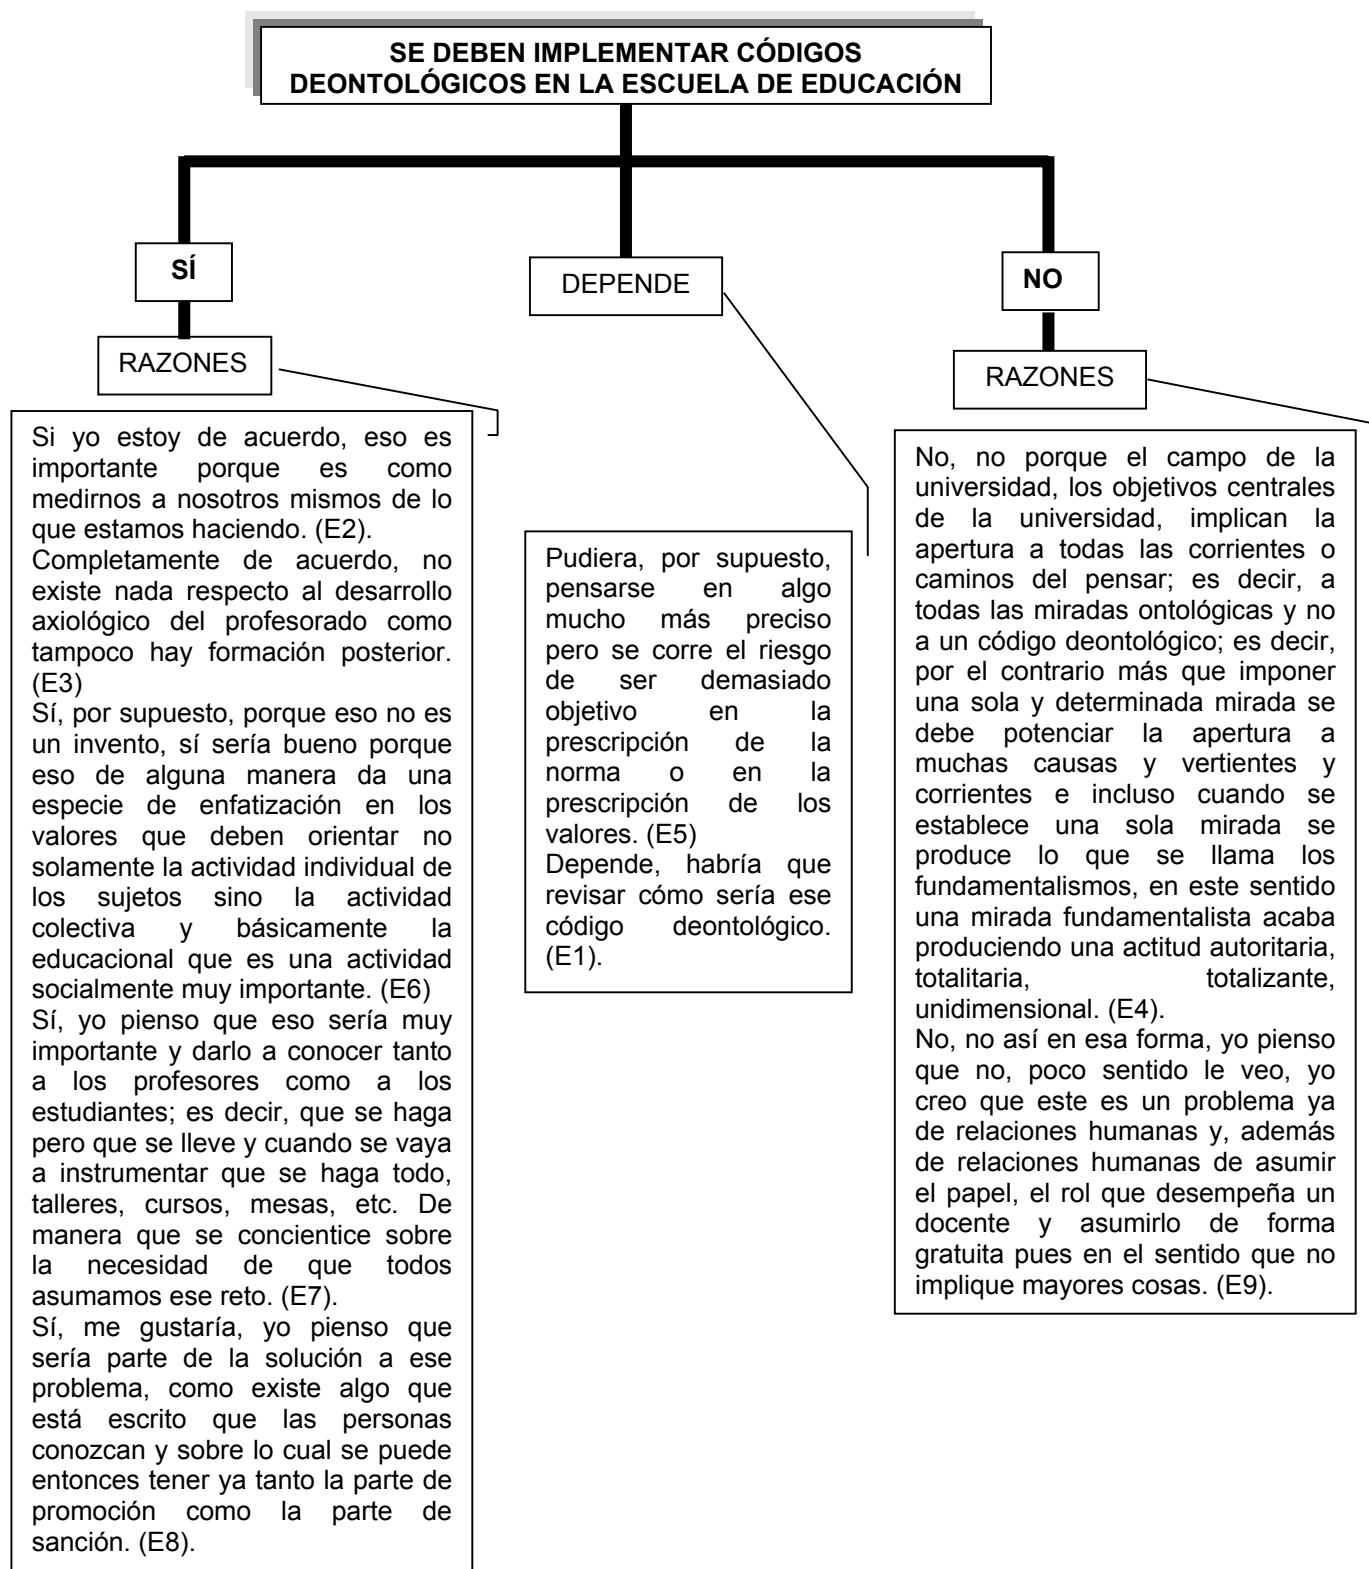 SE DEBEN IMPLEMENTAR CÓDIGOS
DEONTOLÓGICOS EN LA ESCUELA DE EDUCACIÓN
SÍ
DEPENDE
NO
RAZONES
RAZONES
Si yo estoy de acuerdo, eso es
importante porque es como
medirnos a nosotros mismos de lo
que estamos haciendo. (E2).
Completamente de acuerdo, no
existe nada respecto al desarrollo
axiológico del profesorado como
tampoco hay formación posterior.
(E3)
Sí, por supuesto, porque eso no es
un invento, sí sería bueno porque
eso de alguna manera da una
especie de enfatización en los
valores que deben orientar no
solamente la actividad individual de
los sujetos sino la actividad
colectiva y básicamente la
educacional que es una actividad
socialmente muy importante. (E6)
Sí, yo pienso que eso sería muy
importante y darlo a conocer tanto
a los profesores como a los
estudiantes; es decir, que se haga
pero que se lleve y cuando se vaya
a instrumentar que se haga todo,
talleres, cursos, mesas, etc. De
manera que se concientice sobre
la necesidad de que todos
asumamos ese reto. (E7).
Sí, me gustaría, yo pienso que
sería parte de la solución a ese
problema, como existe algo que
está escrito que las personas
conozcan y sobre lo cual se puede
entonces tener ya tanto la parte de
promoción como la parte de
sanción. (E8).
Pudiera, por supuesto,
pensarse en algo
mucho más preciso
pero se corre el riesgo
de ser demasiado
objetivo en la
prescripción de la
norma o en la
prescripción de los
valores. (E5)
Depende, habría que
revisar cómo sería ese
código deontológico.
(E1).
No, no porque el campo de la
universidad, los objetivos centrales
de la universidad, implican la
apertura a todas las corrientes o
caminos del pensar; es decir, a
todas las miradas ontológicas y no
a un código deontológico; es decir,
por el contrario más que imponer
una sola y determinada mirada se
debe potenciar la apertura a
muchas causas y vertientes y
corrientes e incluso cuando se
establece una sola mirada se
produce lo que se llama los
fundamentalismos, en este sentido
una mirada fundamentalista acaba
produciendo una actitud autoritaria,
totalitaria, totalizante,
unidimensional. (E4).
No, no así en esa forma, yo pienso
que no, poco sentido le veo, yo
creo que este es un problema ya
de relaciones humanas y, además
de relaciones humanas de asumir
el papel, el rol que desempeña un
docente y asumirlo de forma
gratuita pues en el sentido que no
implique mayores cosas. (E9).